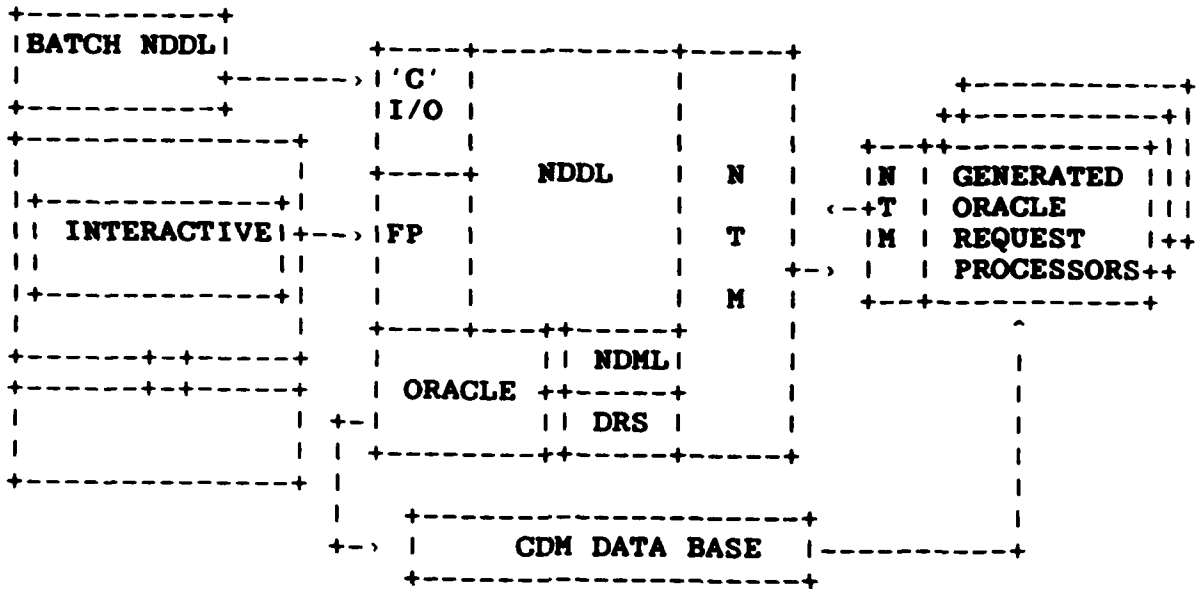 BATCH NDDL
'C'
I/O
NDDL
N
T
M
N
T
M
GENERATED
ORACLE
REQUEST
PROCESSORS
INTERACTIVE
FP
NDML
ORACLE
DRS
CDM DATA BASE